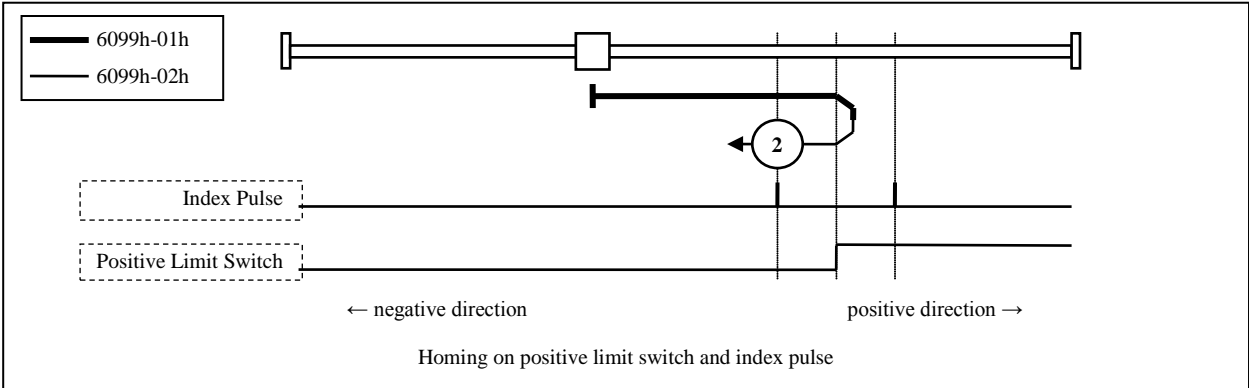 6099h-01h
6099h-02h
2
Index Pulse
Positive Limit Switch
← negative direction
positive direction →
Homing on positive limit switch and index pulse